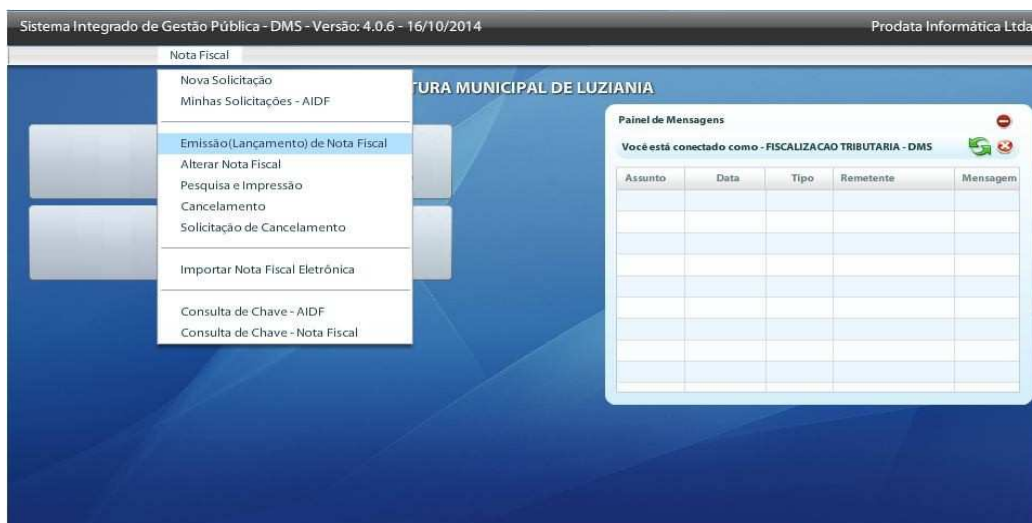 Sistema Integrado de Gestão Pública - DMS - Versão: 4.0.6 - 16/10/2014 Prodata Informática Ltda
Nota Fiscal
Nova Solicitação
Minhas Solicitações - AIDF
Emissão(Lançamento) de Nota Fiscal
Alterar Nota Fiscal
Pesquisa e Impressão
Cancelamento
Solicitação de Cancelamento
Importar Nota Fiscal Eletrônica
Consulta de Chave - AIDF
Consulta de Chave - Nota Fiscal
TURA MUNICIPAL DE LUZIANIA
Painel de Mensagens
Você está conectado como - FISCALIZACAO TRIBUTARIA - DMS
Assunto Data Tipo Remetente Mensagem